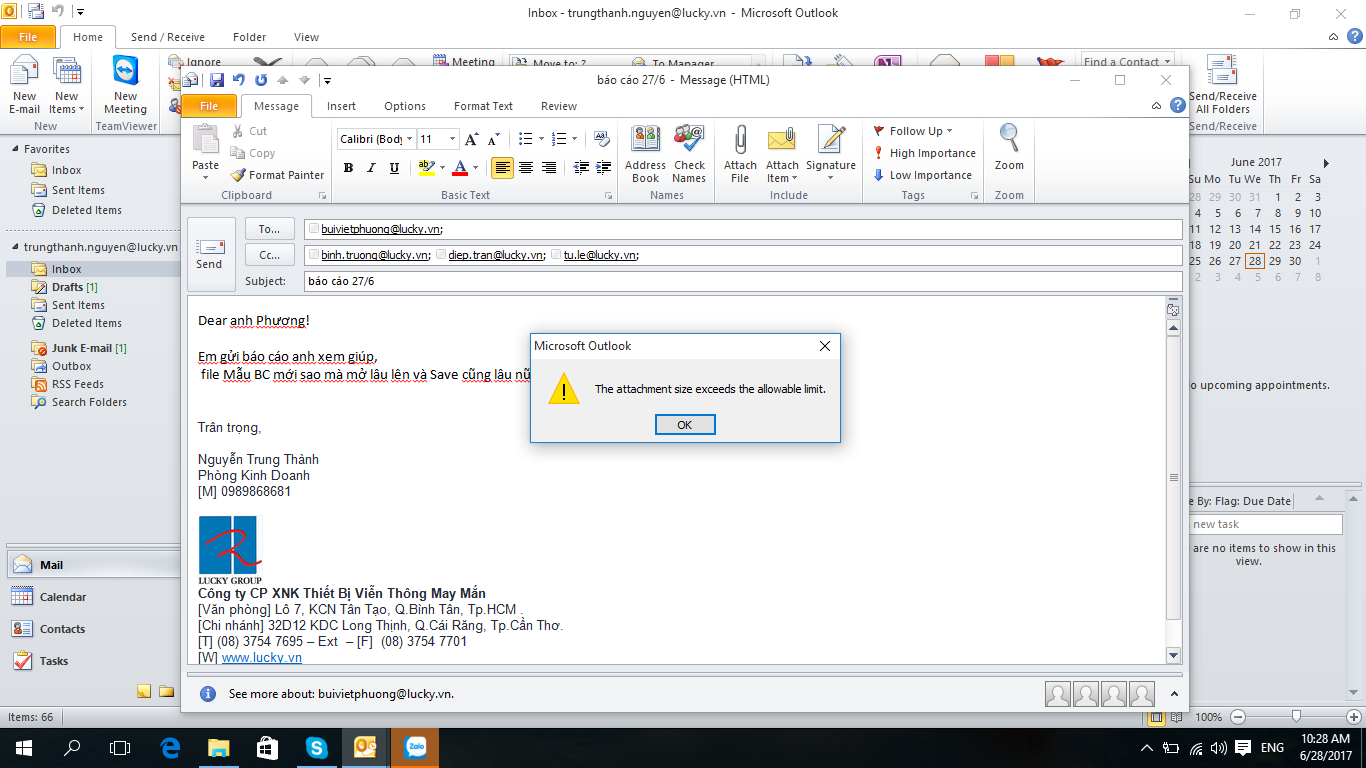 Inbox - trungthanh.nguyen@lucky.vn - Microsoft Outlook
File Home Send / Receive Folder View
Ignore Meeting Move to: ? To Manager Find a Contact
báo cáo 27/6 - Message (HTML)
File Message Insert Options Format Text Review
New E-mail
New Items
New Meeting
New TeamViewer
Send/Receive All Folders
Send/Receive
Paste
Cut
Copy
Format Painter
Clipboard
Calibri (Body 11
B I U ab A
Basic Text
Address Book
Check Names
Names
Attach File
Attach Item
Signature
Include
Follow Up
High Importance
Low Importance
Tags
Zoom
Zoom
Favorites
Inbox
Sent Items
Deleted Items
trungthanh.nguyen@lucky.vn
Inbox
Drafts [1]
Sent Items
Deleted Items
Junk E-mail [1]
Outbox
RSS Feeds
Search Folders
Mail
Calendar
Contacts
Tasks
Send
To... buivietphuong@lucky.vn;
Cc... binh.truong@lucky.vn; diep.tran@lucky.vn; tu.le@lucky.vn;
Subject: báo cáo 27/6
Dear anh Phương!
Em gửi báo cáo anh xem giúp,
file Mẫu BC mới sao mà mở lâu lên và Save cũng lâu nữ
Trân trọng,
Nguyễn Trung Thành
Phòng Kinh Doanh
[M] 0989868681
R
LUCKY GROUP
Công ty CP XNK Thiết Bị Viễn Thông May Mắn
[Văn phòng] Lô 7, KCN Tân Tạo, Q.Bình Tân, Tp.HCM .
[Chi nhánh] 32D12 KDC Long Thịnh, Q.Cái Răng, Tp.Cần Thơ.
[T] (08) 3754 7695 – Ext – [F] (08) 3754 7701
[W] www.lucky.vn
Microsoft Outlook
The attachment size exceeds the allowable limit.
OK
See more about: buivietphuong@lucky.vn.
June 2017
Su Mo Tu We Th Fr Sa
28 29 30 31 1 2 3
4 5 6 7 8 9 10
11 12 13 14 15 16 17
18 19 20 21 22 23 24
25 26 27 28 29 30 1
2 3 4 5 6 7 8
o upcoming appointments.
e By: Flag: Due Date
new task
are no items to show in this
view.
Items: 66
100%
Zalo
ENG
10:28 AM
6/28/2017